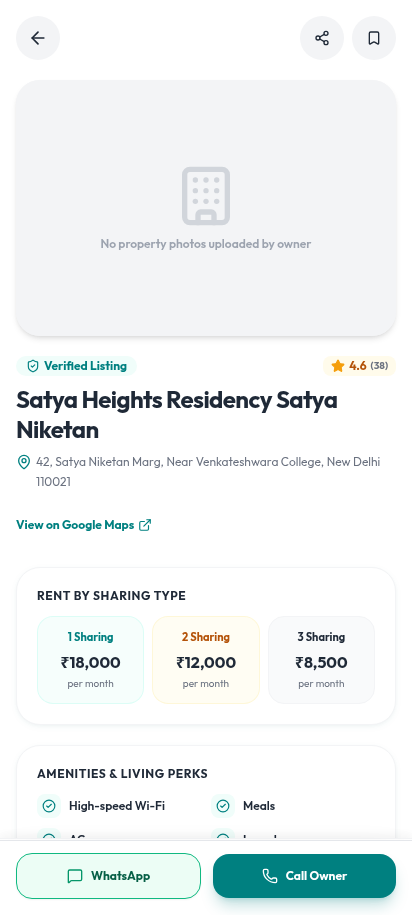 No property photos uploaded by owner
Verified Listing
4.6 (38)
Satya Heights Residency Satya
Niketan
42, Satya Niketan Marg, Near Venkateshwara College, New Delhi
110021
View on Google Maps
RENT BY SHARING TYPE
1 Sharing
₹18,000
per month
2 Sharing
₹12,000
per month
3 Sharing
₹8,500
per month
AMENITIES & LIVING PERKS
High-speed Wi-Fi
Meals
WhatsApp
Call Owner